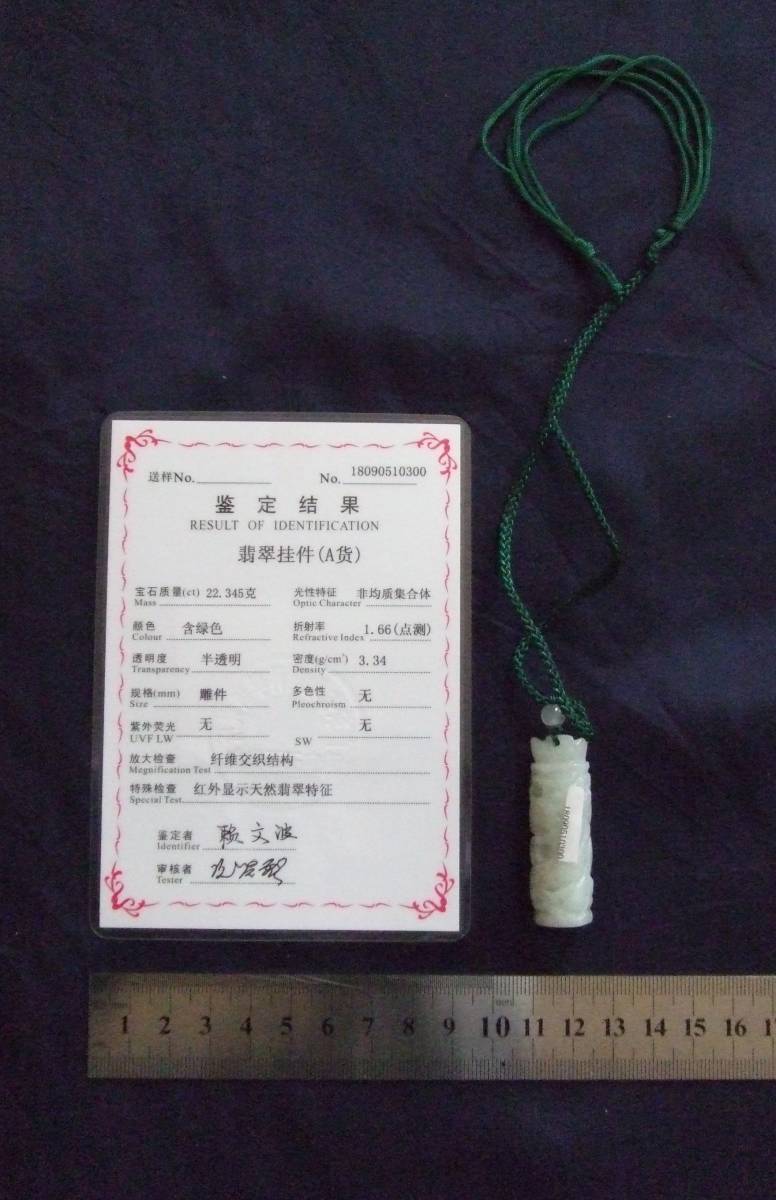 送样No. No. 18090510300
鉴定结果
RESULT OF IDENTIFICATION
翡翠挂件(A货)
宝石质量(ct) 22.345克 光性特征 非均质集合体
Mass Optic Character
颜色 含绿色 折射率 1.66(点测)
Colour Refractive Index
透明度 半透明 密度(g/cm³) 3.34
Transparency Density
规格(mm) 雕件 多色性 无
Size Pleochroism
紫外荧光 无 无
UVF LW SW
放大检查 纤维交织结构
Megnification Test
特殊检查 红外显示天然翡翠特征
Special Test
鉴定者 赖文波
Identifier
审核者
Tester
18090510300
1 2 3 4 5 6 7 8 9 10 11 12 13 14 15 16